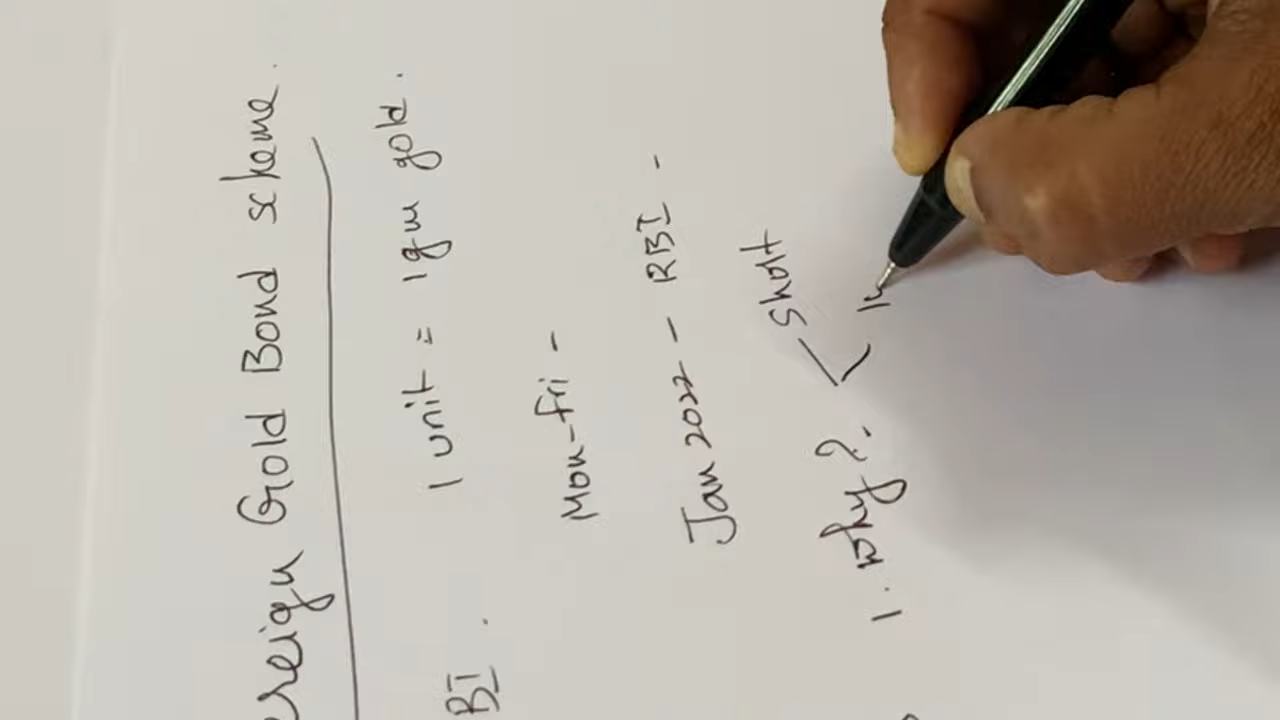 ereign Gold Bond scheme.
BI. 1 unit = 1gm gold.
Mon-fri -
Jan 2022 - RBI -
1. Why?. < Short